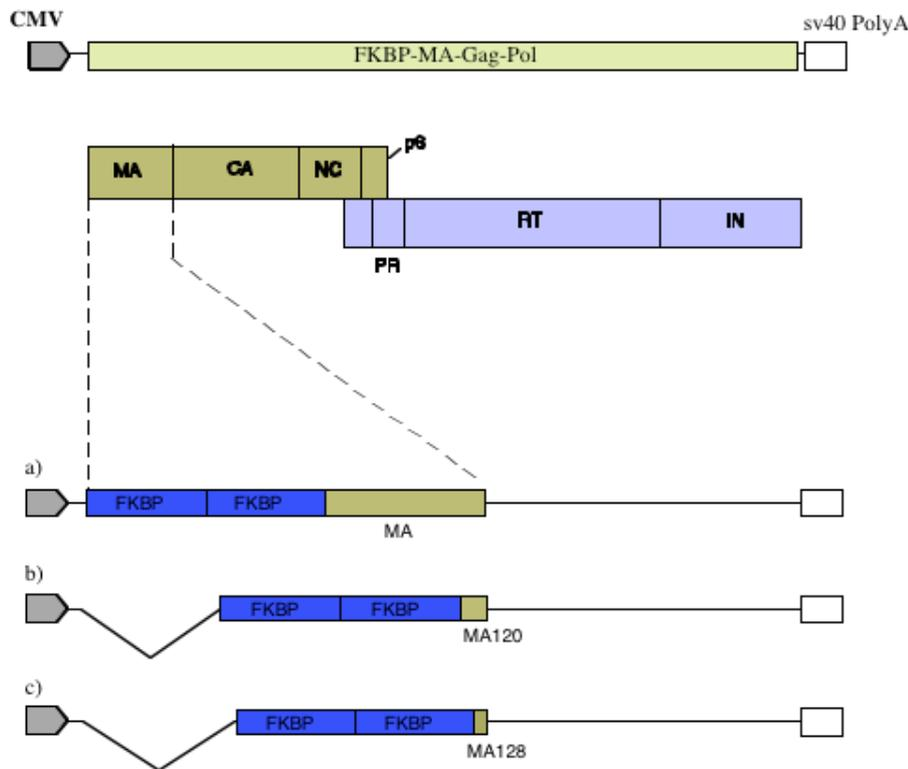 CMV
sv40 PolyA
FKBP-MA-Gag-Pol
p6
MA CA NC
RT IN
PR
a)
FKBP FKBP
MA
b)
FKBP FKBP
MA120
c)
FKBP FKBP
MA128